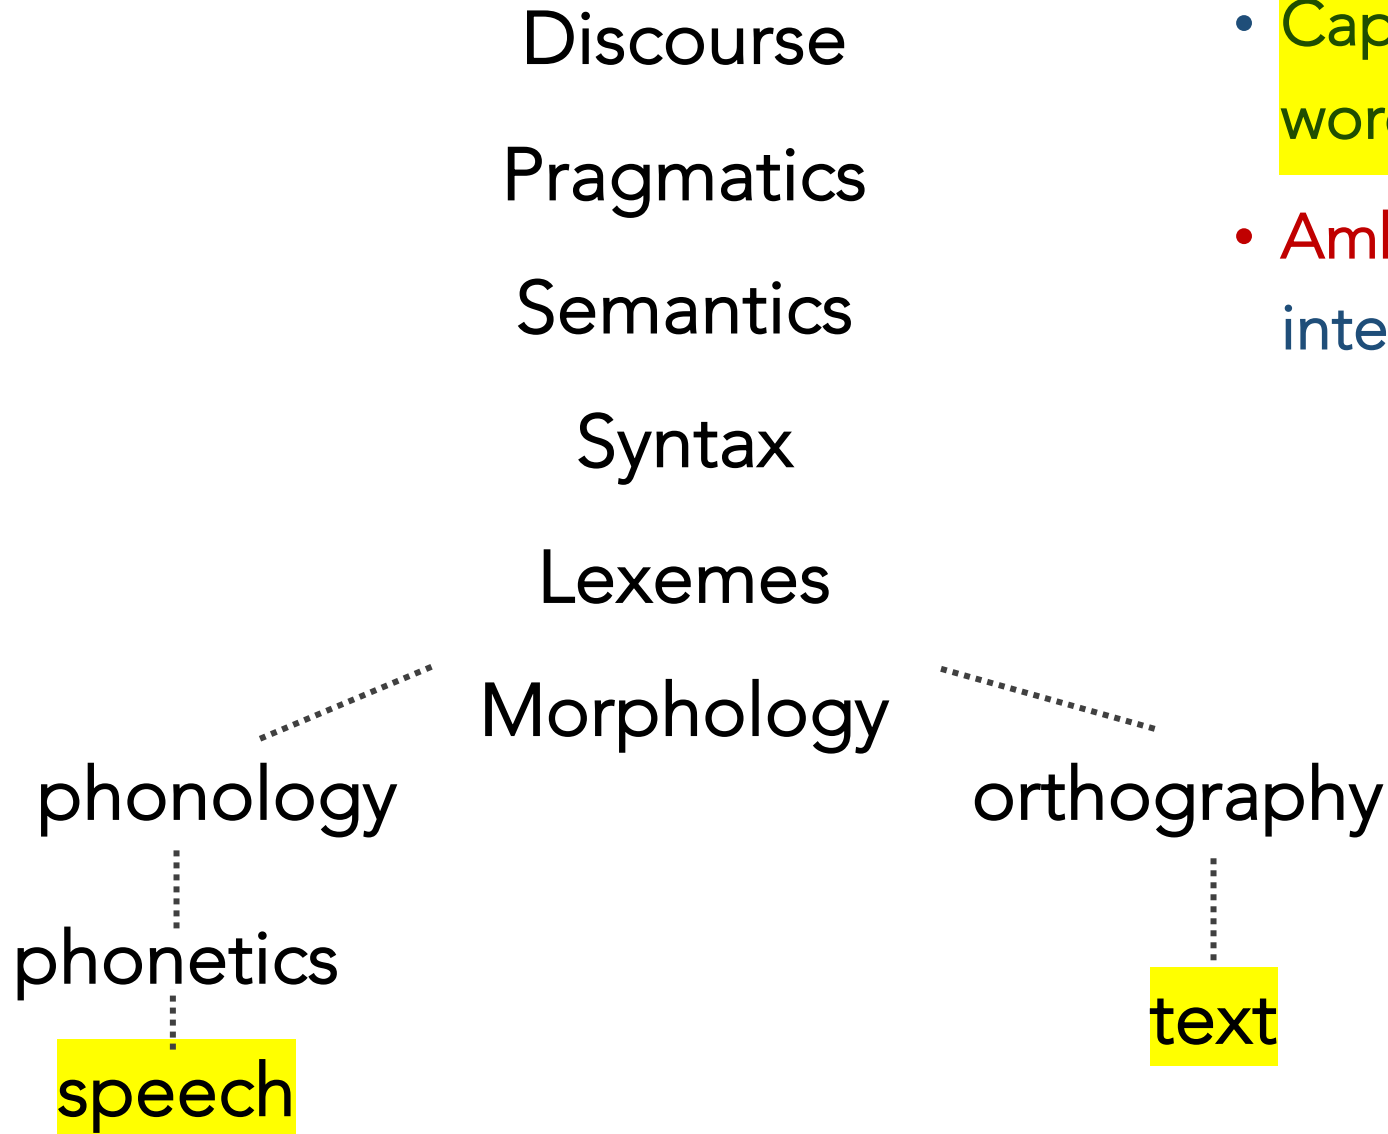 Discourse
Pragmatics
Semantics
Syntax
Lexemes
Morphology
phonology
orthography
phonetics
text
speech